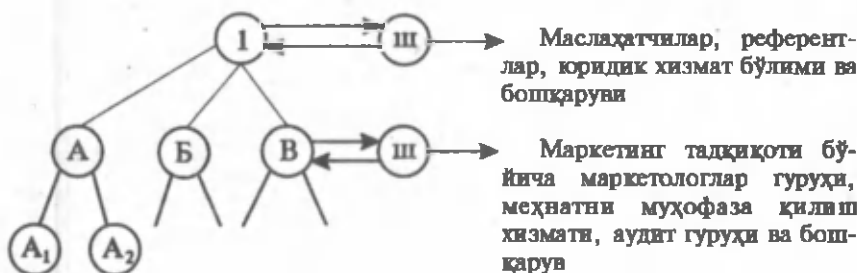 1
ш
Маслаҳатчилар, референт-
лар, юридик хизмат бўлими ва
бошқаруви
А
Б
В
ш
Маркетинг тадқиқоти бў-
йича маркетологлар гуруҳи,
меҳнатни муҳофаза қилиш
хизмати, аудит гуруҳи ва бош-
қарув
А₁
А₂